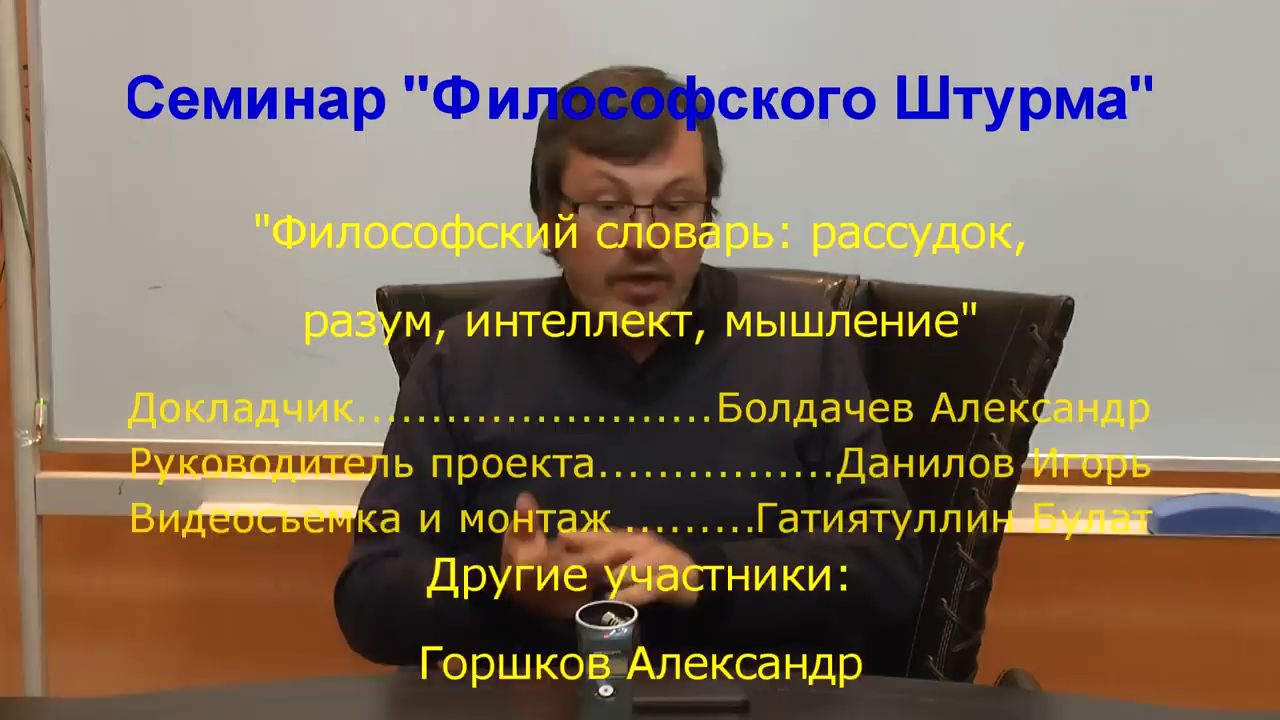 Семинар "Философского Штурма"
"Философский словарь: рассудок,
разум, интеллект, мышление"
Докладчик........................Болдачев Александр
Руководитель проекта................Данилов Игорь
Видеосъемка и монтаж .........Гатиятуллин Булат
Другие участники:
Горшков Александр